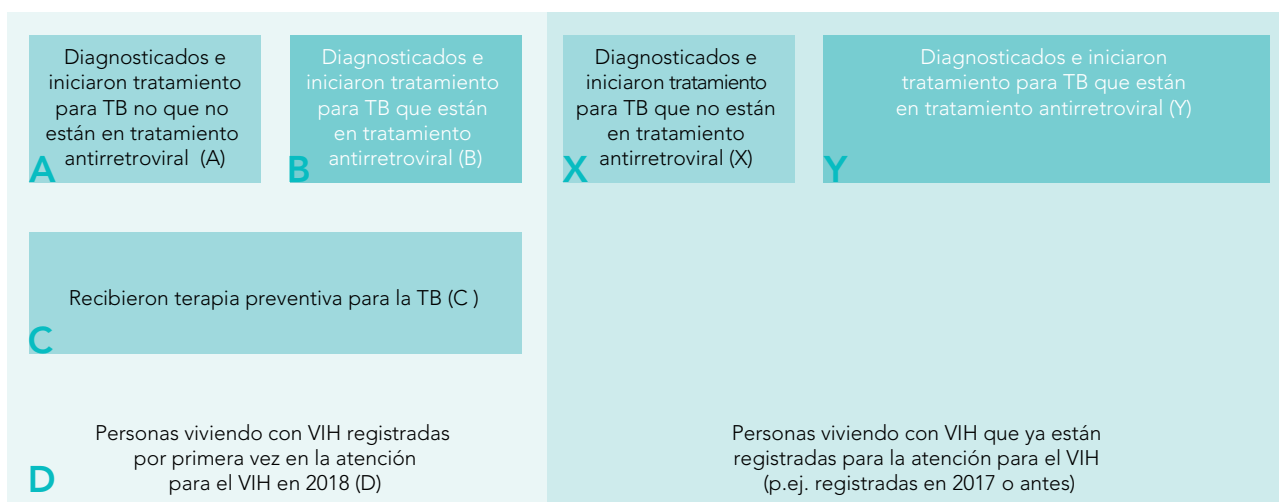 Diagnosticados e
iniciaron tratamiento
para TB no que no
están en tratamiento
antirretroviral (A)
A
Diagnosticados e
iniciaron tratamiento
para TB que están
en tratamiento
antirretroviral (B)
B
Diagnosticados e
iniciaron tratamiento
para TB que no están
en tratamiento
antirretroviral (X)
X
Diagnosticados e iniciaron
tratamiento para TB que están
en tratamiento antirretroviral (Y)
Y
Recibieron terapia preventiva para la TB (C )
C
Personas viviendo con VIH registradas
por primera vez en la atención
para el VIH en 2018 (D)
D
Personas viviendo con VIH que ya están
registradas para la atención para el VIH
(p.ej. registradas en 2017 o antes)